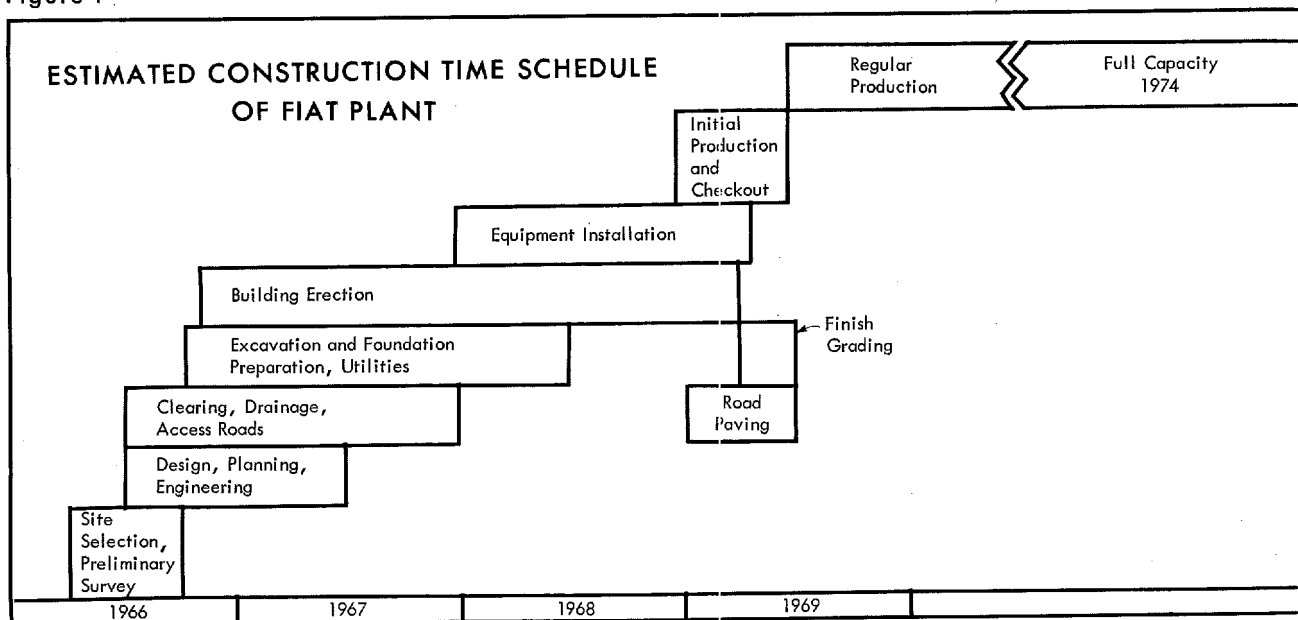 ESTIMATED CONSTRUCTION TIME SCHEDULE
OF FIAT PLANT
Regular
Production
Full Capacity
1974
Initial
Production
and
Checkout
Equipment Installation
Building Erection
Finish
Grading
Excavation and Foundation
Preparation, Utilities
Clearing, Drainage,
Access Roads
Road
Paving
Design, Planning,
Engineering
Site
Selection,
Preliminary
Survey
1966
1967
1968
1969